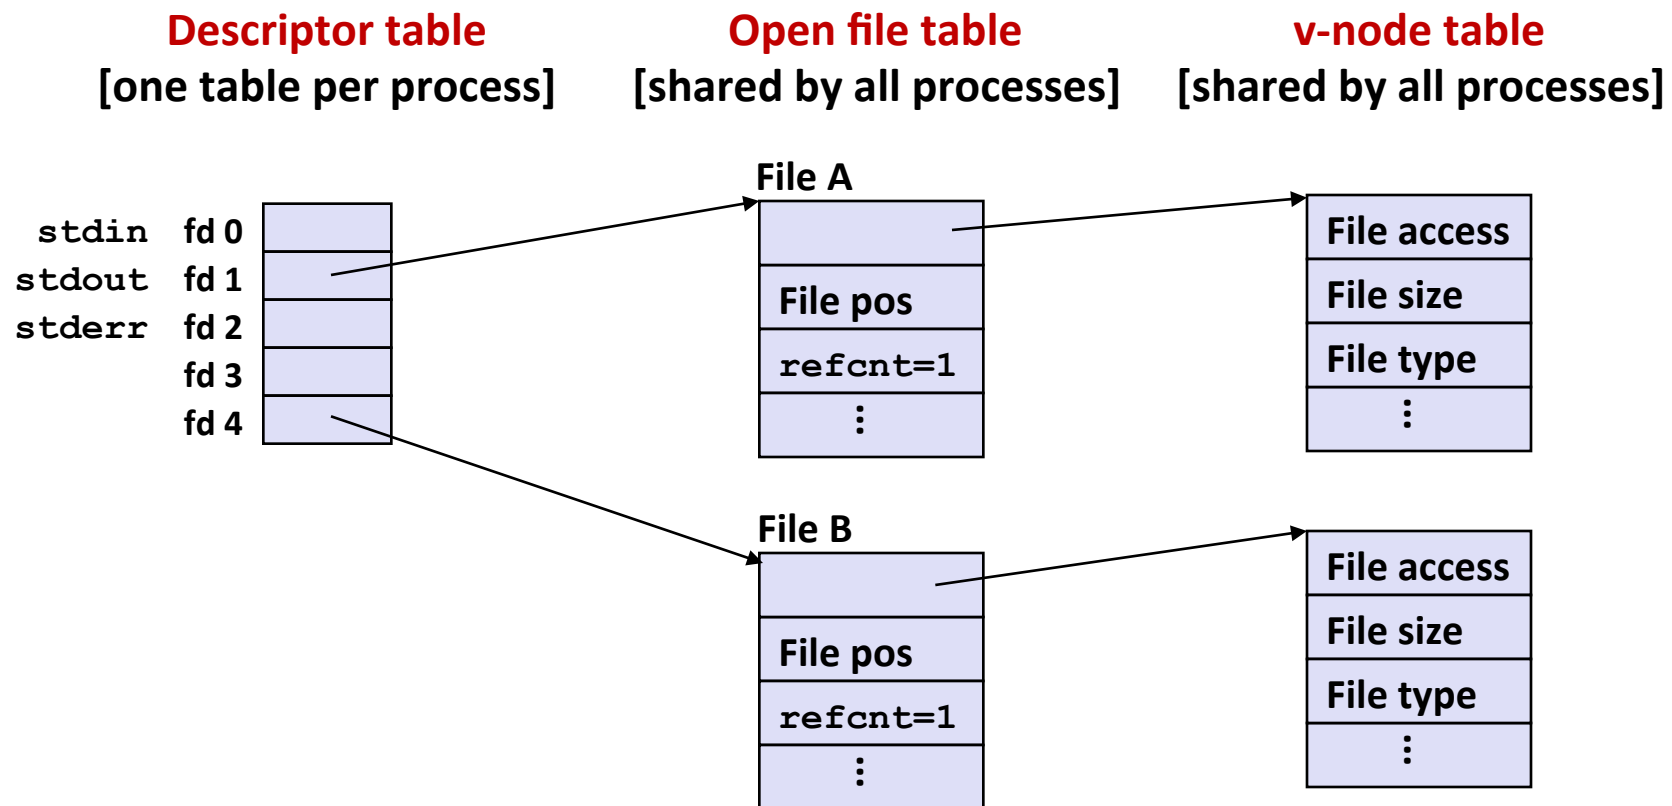 Descriptor table
[one table per process]
Open file table
[shared by all processes]
v-node table
[shared by all processes]
stdin fd 0
stdout fd 1
stderr fd 2
fd 3
fd 4
File A
File pos
refcnt=1
⋮
File access
File size
File type
⋮
File B
File pos
refcnt=1
⋮
File access
File size
File type
⋮